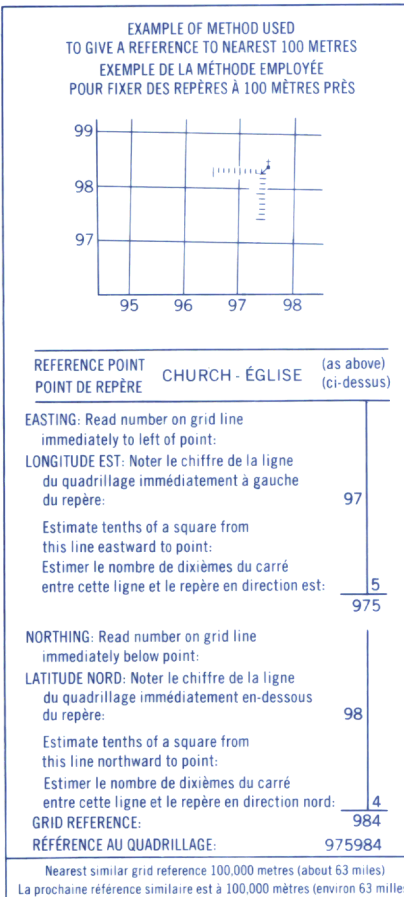 EXAMPLE OF METHOD USED
TO GIVE A REFERENCE TO NEAREST 100 METRES
EXEMPLE DE LA MÉTHODE EMPLOYÉE
POUR FIXER DES REPÈRES À 100 MÈTRES PRÈS
99
98
97
95 96 97 98
REFERENCE POINT
POINT DE REPÈRE
CHURCH - ÉGLISE
(as above)
(ci-dessus)
EASTING: Read number on grid line
immediately to left of point:
LONGITUDE EST: Noter le chiffre de la ligne
du quadrillage immédiatement à gauche
du repère: 97
Estimate tenths of a square from
this line eastward to point:
Estimer le nombre de dixièmes du carré
entre cette ligne et le repère en direction est: 5
975
NORTHING: Read number on grid line
immediately below point:
LATITUDE NORD: Noter le chiffre de la ligne
du quadrillage immédiatement en-dessous
du repère: 98
Estimate tenths of a square from
this line northward to point:
Estimer le nombre de dixièmes du carré
entre cette ligne et le repère en direction nord: 4
GRID REFERENCE: 984
RÉFÉRÉNCE AU QUADRILLAGE: 975984
Nearest similar grid reference 100,000 metres (about 63 miles)
La prochaine référence similaire est à 100,000 mètres (environ 63 milles